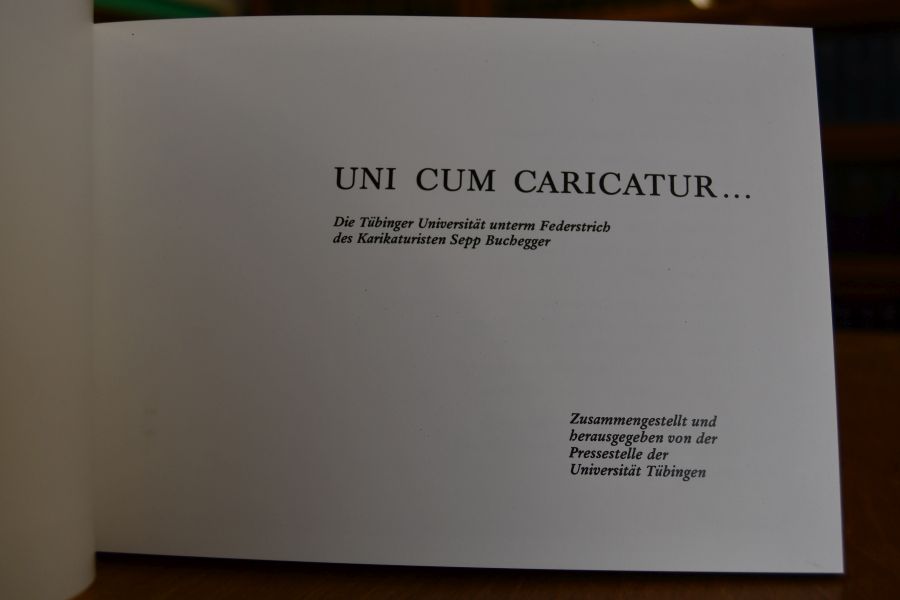 UNI CUM CARICATUR...
Die Tübinger Universität unterm Federstrich
des Karikaturisten Sepp Buchegger
Zusammengestellt und
herausgegeben von der
Pressestelle der
Universität Tübingen